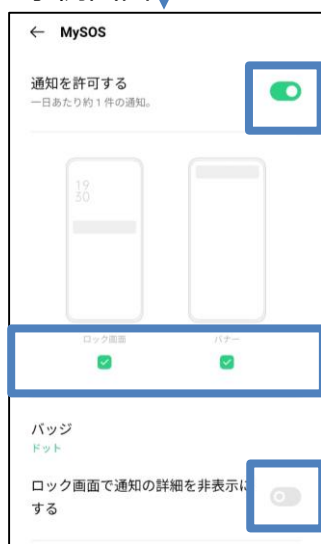 ← MySOS
通知を許可する
一日あたり約1件の通知。
19
30
ロック画面 バナー
バッジ
ドット
ロック画面で通知の詳細を非表示に
する